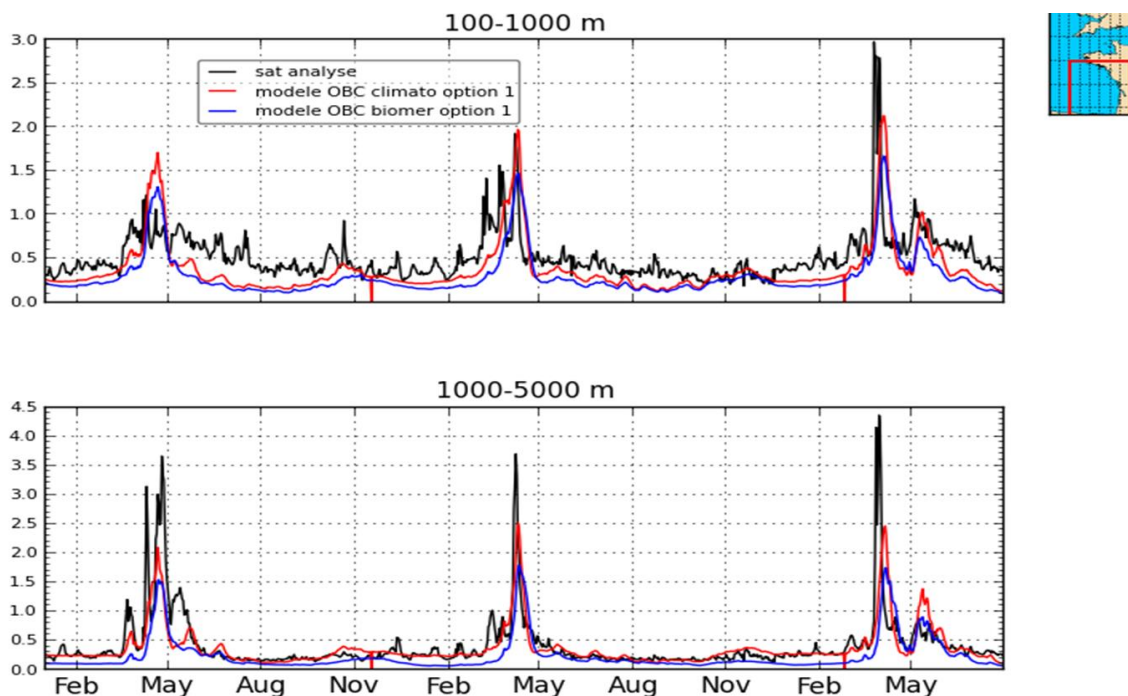 100-1000 m
3.0
2.5
2.0
1.5
1.0
0.5
0.0
sat analyse
modele OBC climato option 1
modele OBC biomer option 1
1000-5000 m
4.5
4.0
3.5
3.0
2.5
2.0
1.5
1.0
0.5
0.0
Feb May Aug Nov Feb May Aug Nov Feb May